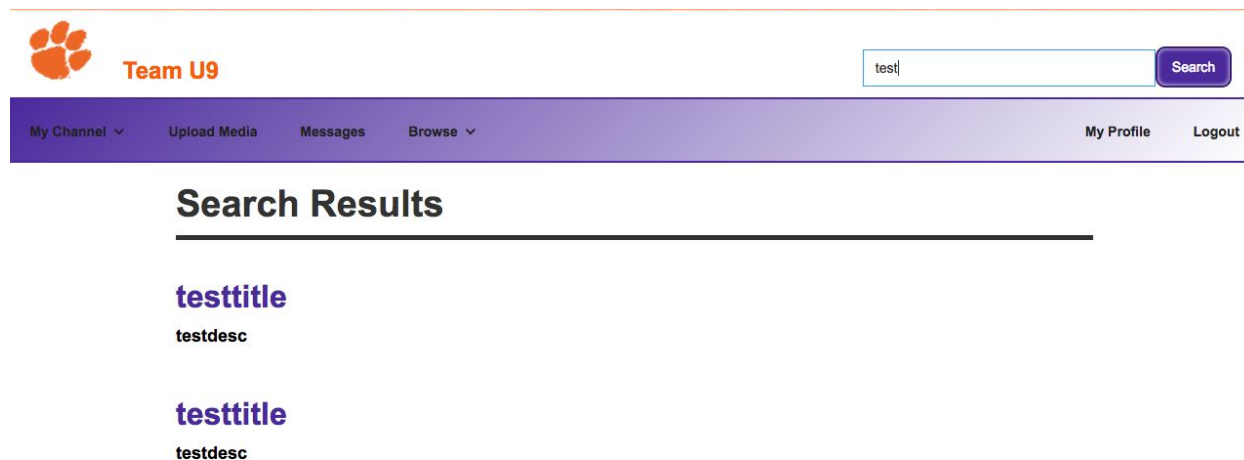 Team U9
test
Search
My Channel
Upload Media
Messages
Browse
My Profile
Logout
Search Results
testtitle
testdesc
testtitle
testdesc